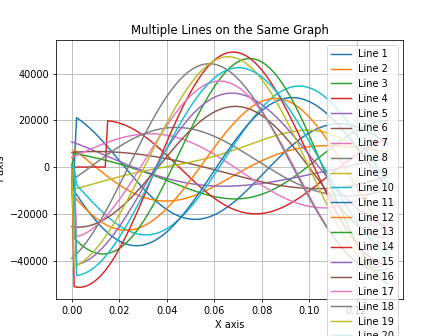 Multiple Lines on the Same Graph
40000
20000
0
−20000
−40000
axis
0.00
0.02
0.04
0.06
0.08
0.10
X axis
Line 1
Line 2
Line 3
Line 4
Line 5
Line 6
Line 7
Line 8
Line 9
Line 10
Line 11
Line 12
Line 13
Line 14
Line 15
Line 16
Line 17
Line 18
Line 19
Line 20